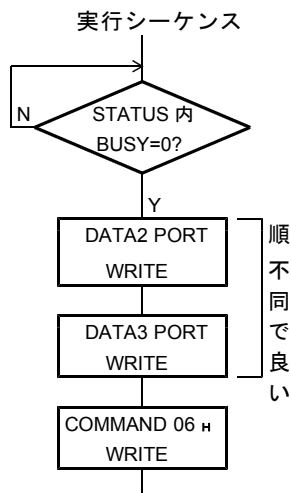 実行シーケンス
N
STATUS 内
BUSY=0?
Y
DATA2 PORT
WRITE
DATA3 PORT
WRITE
順不同で良い
COMMAND 06 H
WRITE